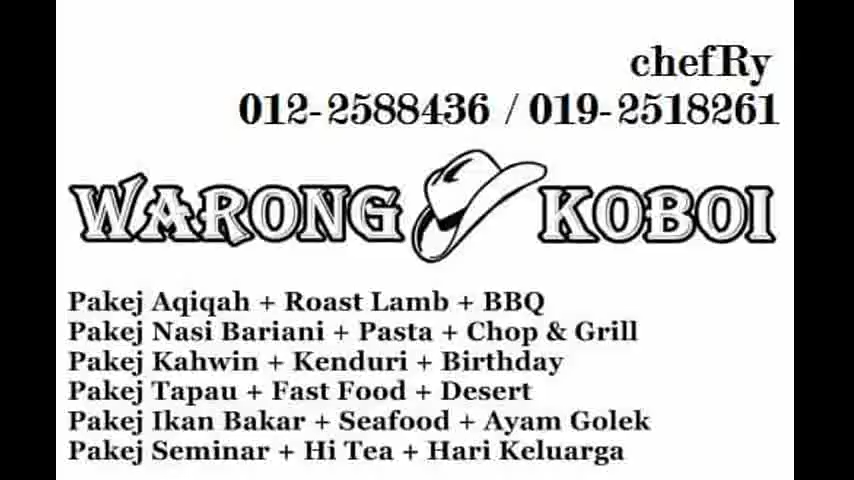 chefRy
012-2588436 / 019-2518261
WARONG KOBOI
Pakej Aqiqah + Roast Lamb + BBQ
Pakej Nasi Bariani + Pasta + Chop & Grill
Pakej Kahwin + Kenduri + Birthday
Pakej Tapau + Fast Food + Desert
Pakej Ikan Bakar + Seafood + Ayam Golek
Pakej Seminar + Hi Tea + Hari Keluarga